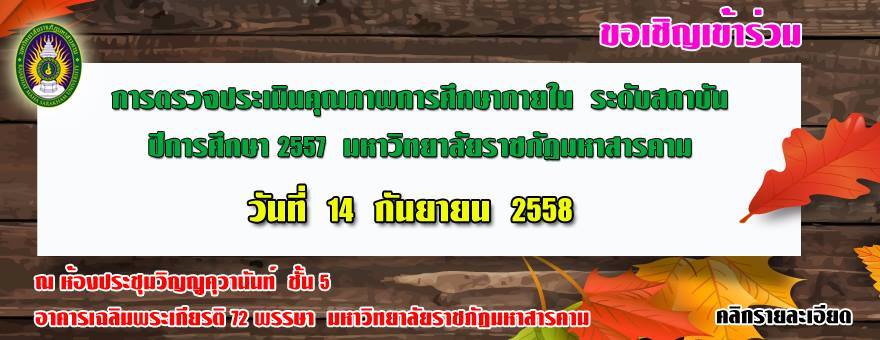 ขอเชิญเข้าร่วม
การตรวจประเมินคุณภาพการศึกษาภายใน ระดับสถาบัน
ปีการศึกษา 2557 มหาวิทยาลัยราชภัฏมหาสารคาม
วันที่ 14 กันยายน 2558
ณ ห้องประชุมวิญญคุวานันท์ ชั้น 5
อาคารเฉลิมพระเกียรติ 72 พรรษา มหาวิทยาลัยราชภัฏมหาสารคาม
คลิกรายละเอียด